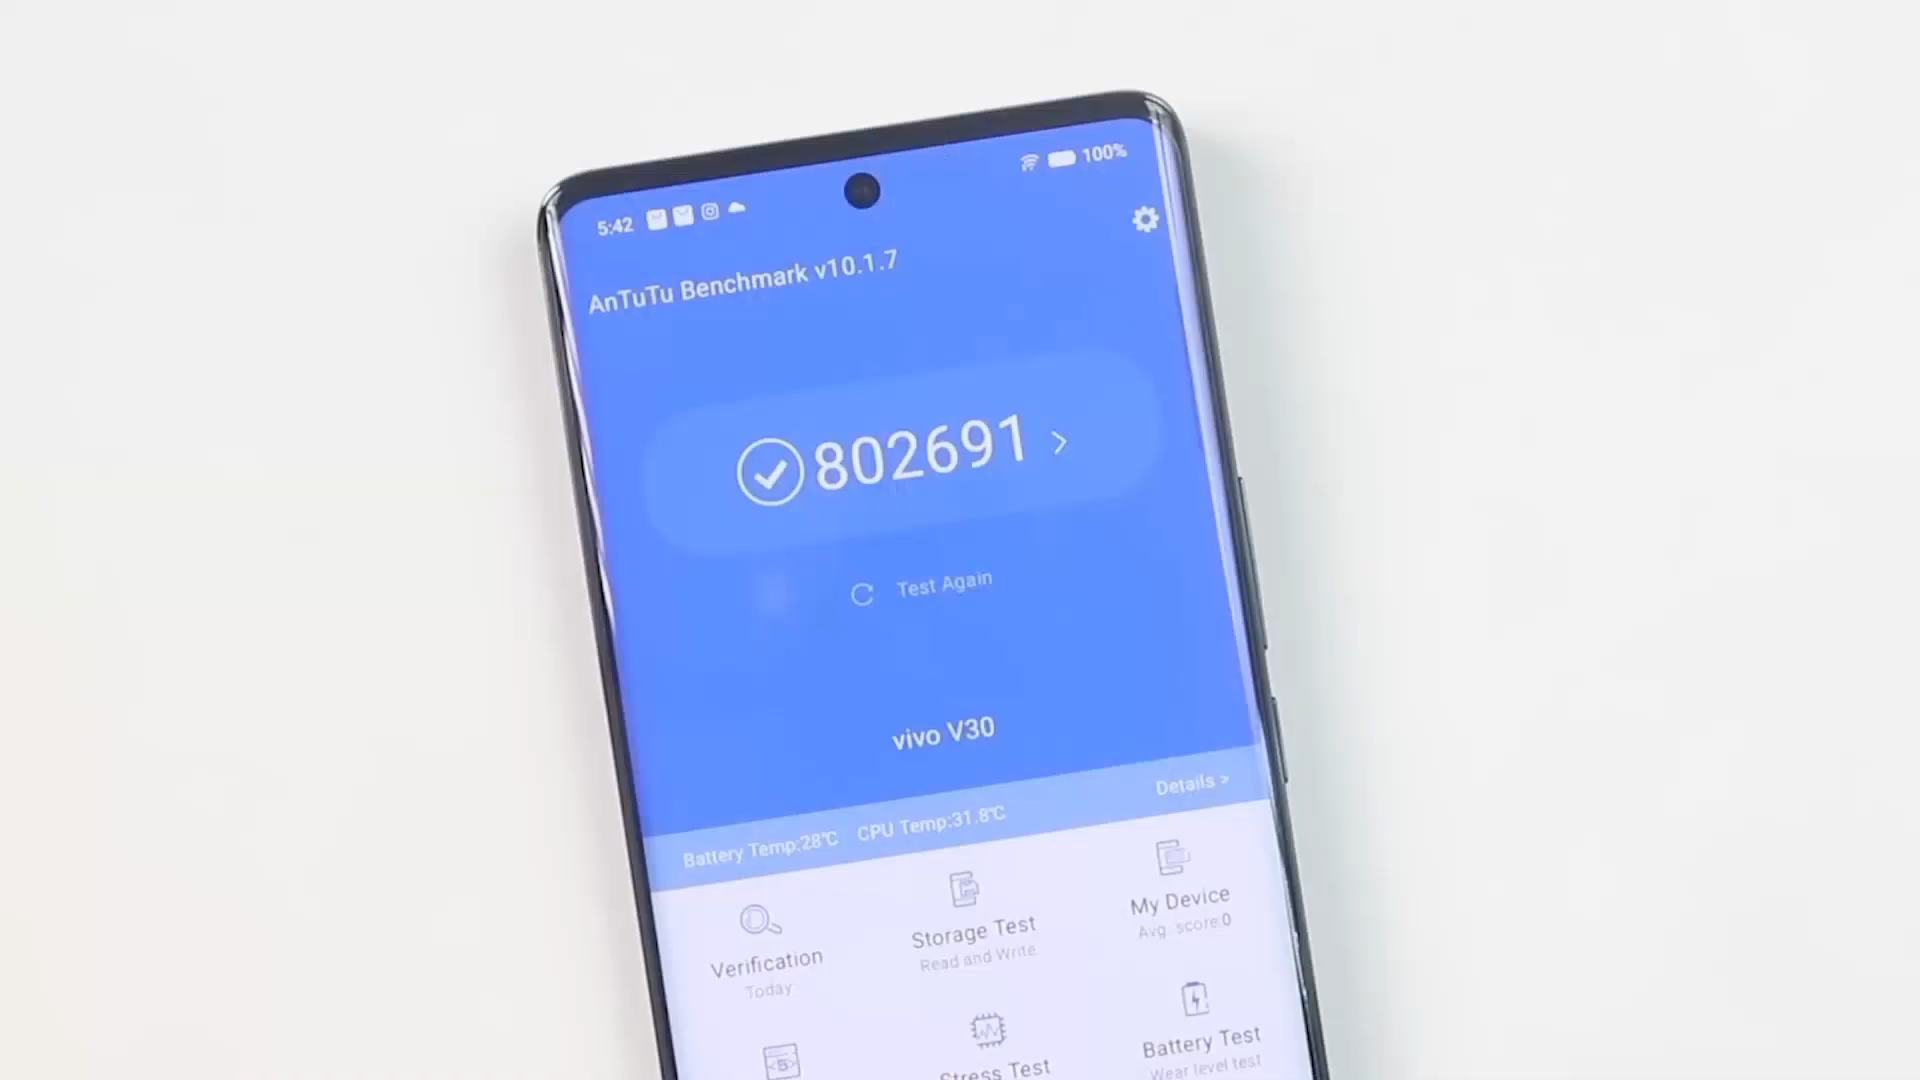 5:42
100%
AnTuTu Benchmark v10.1.7
802691 >
Test Again
vivo V30
Battery Temp:28℃ CPU Temp:31.8℃
Details >
Verification
Today
Storage Test
Read and Write
My Device
Avg. score:0
5
Stress Test
Battery Test
Wear level test